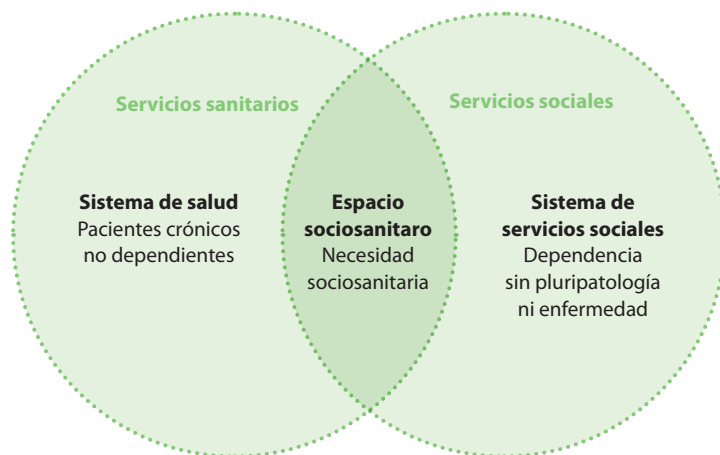 Servicios sanitarios
Servicios sociales
Sistema de salud
Pacientes crónicos
no dependientes
Espacio
sociosanitaro
Necesidad
sociosanitaria
Sistema de
servicios sociales
Dependencia
sin pluripatología
ni enfermedad